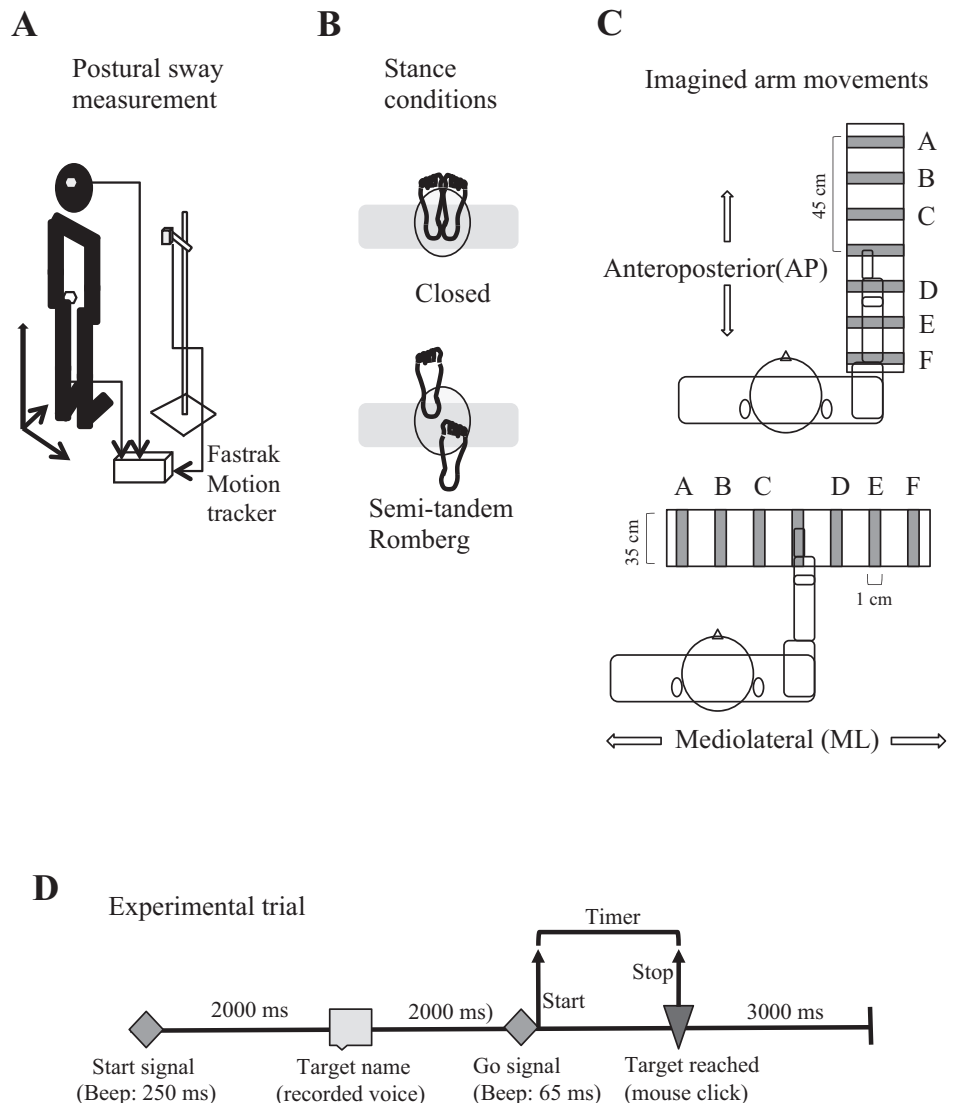 A
Postural sway
measurement
Fastrak
Motion
tracker
B
Stance
conditions
Closed
Semi-tandem
Romberg
C
Imagined arm movements
45 cm
A
B
C
D
E
F
Anteroposterior(AP)
A B C D E F
35 cm
1 cm
Mediolateral (ML)
D
Experimental trial
Timer
Start
Stop
2000 ms
2000 ms)
3000 ms
Start signal
(Beep: 250 ms)
Target name
(recorded voice)
Go signal
(Beep: 65 ms)
Target reached
(mouse click)